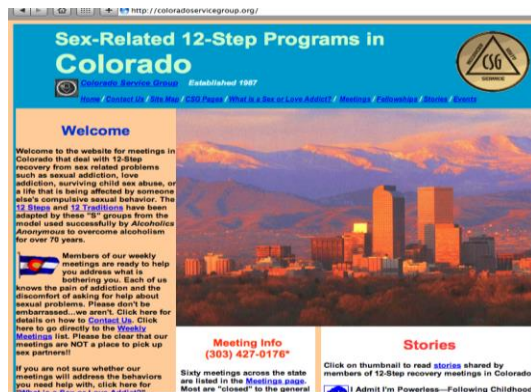 http://coloradoservicegroup.org/
Sex-Related 12-Step Programs in
Colorado
CSG
SERVICE
Colorado Service Group Established 1987
Home / Contact Us / Site Map / CSG Pages / What is a Sex or Love Addict? / Meetings / Fellowships / Stories / Events
Welcome
Welcome to the website for meetings in
Colorado that deal with 12-Step
recovery from sex related problems
such as sexual addiction, love
addiction, surviving child sex abuse, or
a life that is being affected by someone
else's compulsive sexual behavior. The
12 Steps and 12 Traditions have been
adapted by these "S" groups from the
model used successfully by Alcoholics
Anonymous to overcome alcoholism
for over 70 years.
Members of our weekly
meetings are ready to help
you address what is
bothering you. Each of us
knows the pain of addiction and the
discomfort of asking for help about
sexual problems. Please don't be
embarrassed...we aren't. Click here for
details on how to Contact Us. Click
here to go directly to the Weekly
Meetings list. Please be clear that our
meetings are NOT a place to pick up
sex partners!!
If you are not sure whether our
meetings will address the behaviors
you need help with, click here for
"What is a Sex or Love Addict?"
Meeting Info
(303) 427-0176*
Sixty meetings across the state
are listed in the Meetings page.
Most are "closed" to the general
Stories
Click on thumbnail to read stories shared by
members of 12-Step recovery meetings in Colorado
I Admit I'm Powerless—Following Childhood